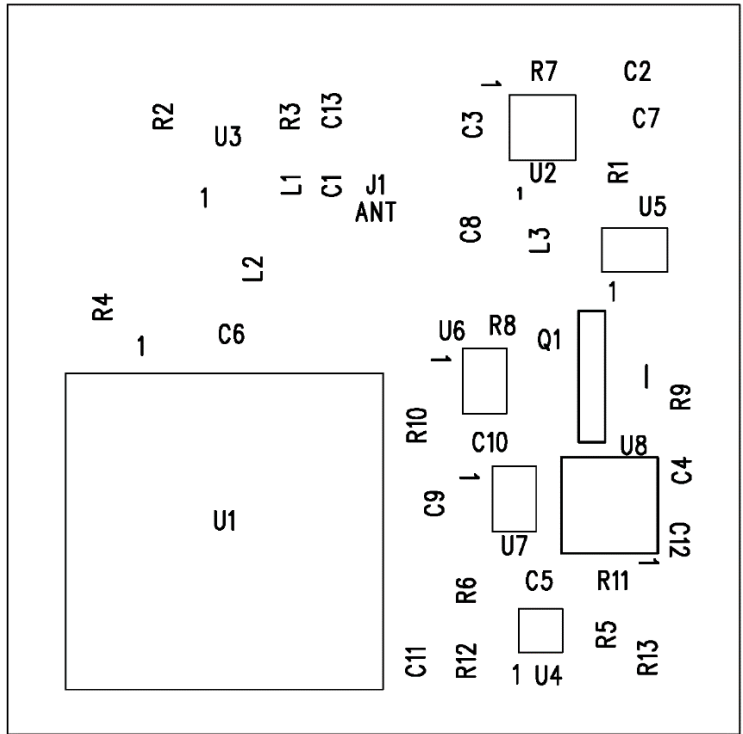 R7
C2
1
R2
R3
C13
C3
C7
U3
U2
R1
1
L1
C1
J1
ANT
1
U5
C8
L3
L2
1
R4
C6
1
U6
R8
Q1
1
R9
R10
C10
U8
C4
1
C9
U1
U7
C12
1
R6
C5
R11
R5
C11
R12
R13
1
U4